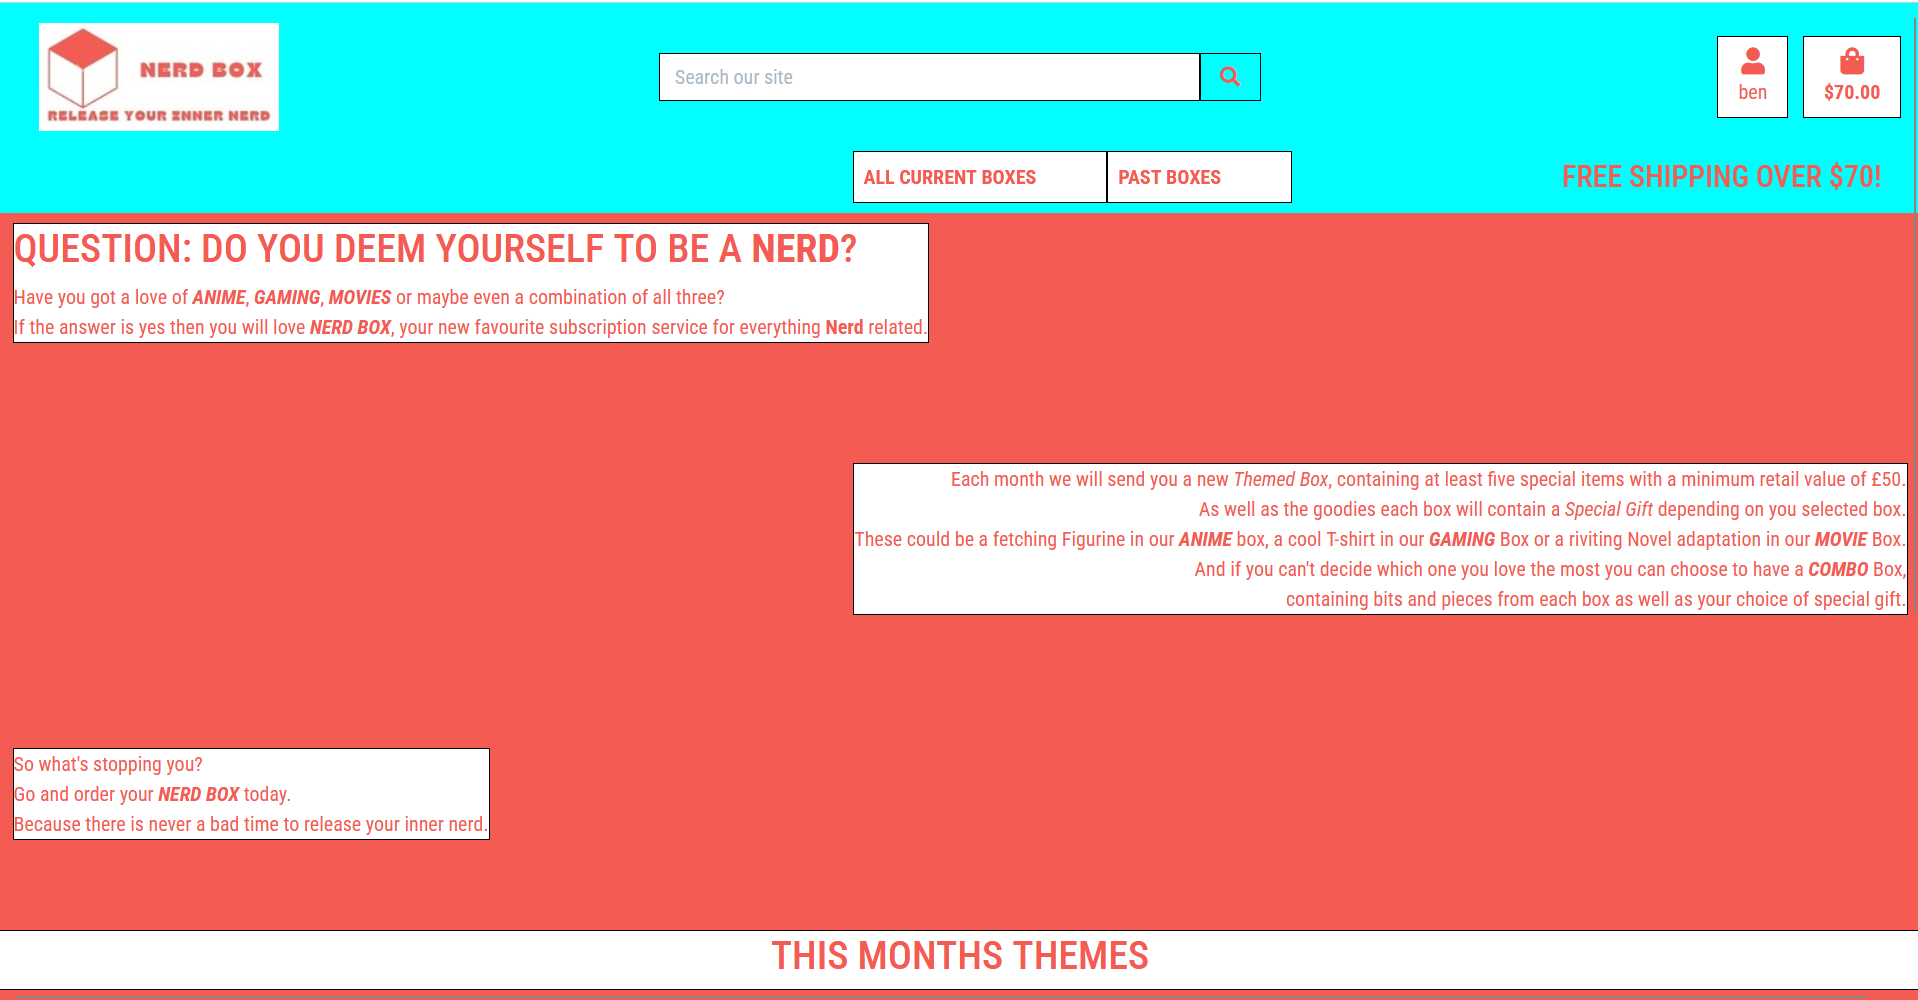 NERD BOX
RELEASE YOUR INNER NERD
Search our site
ben
$70.00
ALL CURRENT BOXES
PAST BOXES
FREE SHIPPING OVER $70!
QUESTION: DO YOU DEEM YOURSELF TO BE A NERD?
Have you got a love of ANIME, GAMING, MOVIES or maybe even a combination of all three?
If the answer is yes then you will love NERD BOX, your new favourite subscription service for everything Nerd related.
Each month we will send you a new Themed Box, containing at least five special items with a minimum retail value of £50.
As well as the goodies each box will contain a Special Gift depending on you selected box.
These could be a fetching Figurine in our ANIME box, a cool T-shirt in our GAMING Box or a riviting Novel adaptation in our MOVIE Box.
And if you can't decide which one you love the most you can choose to have a COMBO Box,
containing bits and pieces from each box as well as your choice of special gift.
So what's stopping you?
Go and order your NERD BOX today.
Because there is never a bad time to release your inner nerd.
THIS MONTHS THEMES